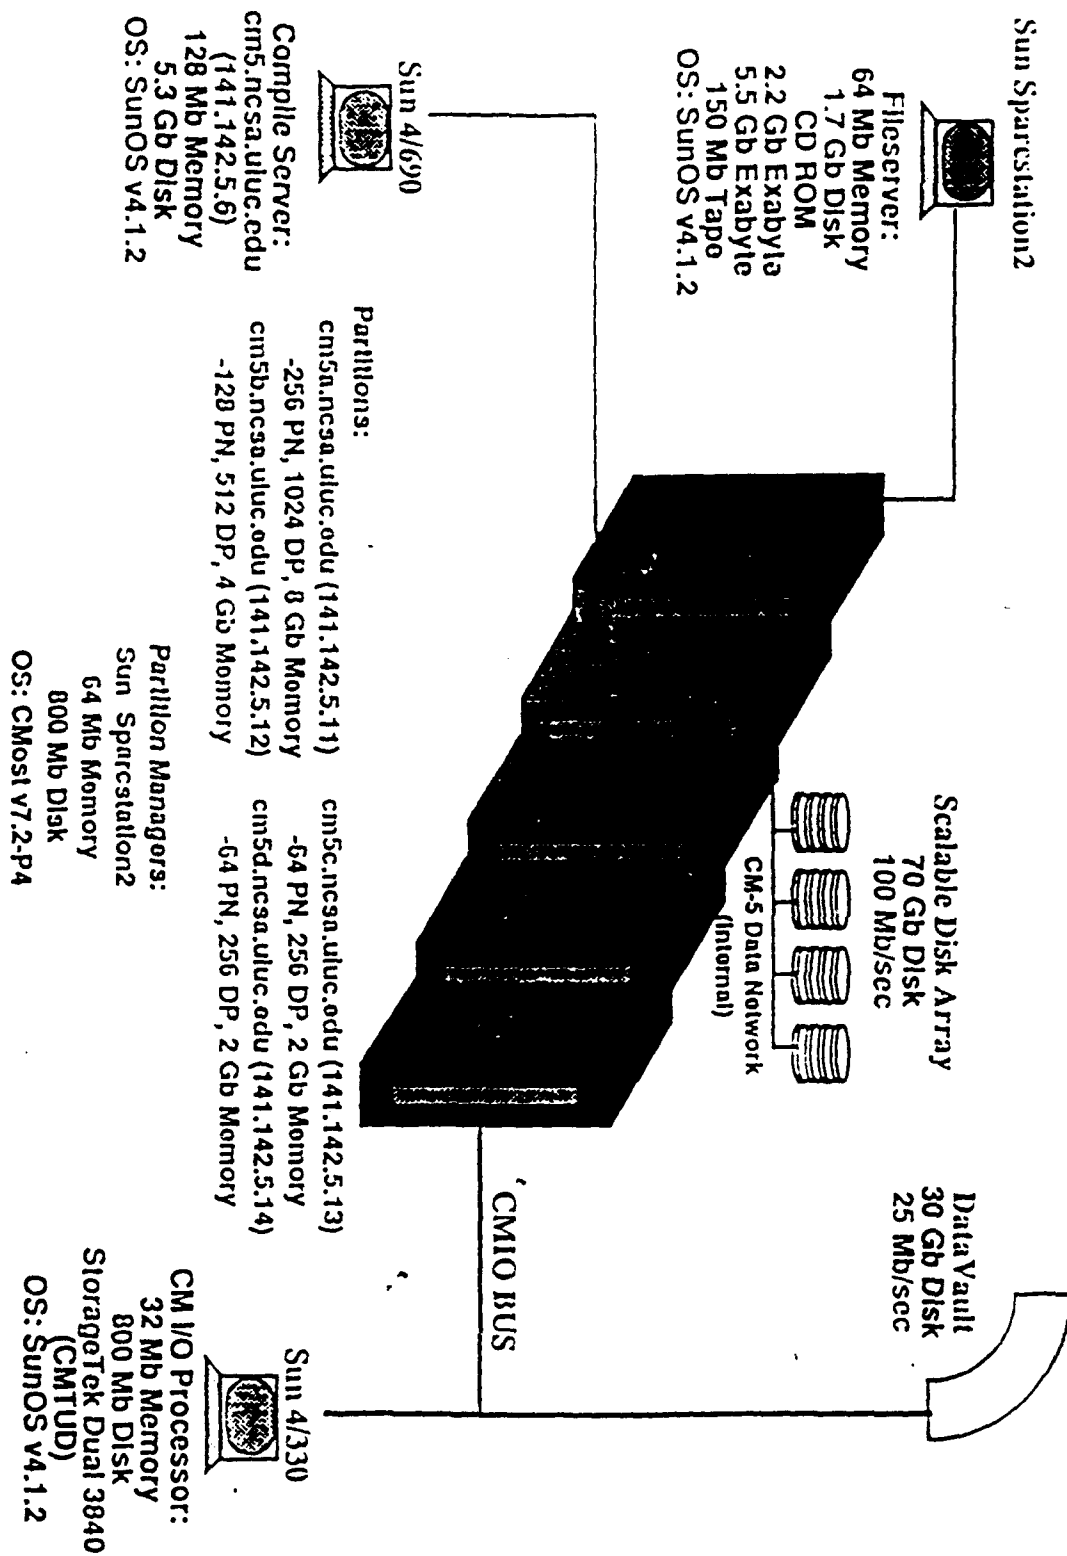 Sun Sparcstation2
Fileserver:
64 Mb Memory
1.7 Gb Disk
CD ROM
2.2 Gb Exabyte
5.5 Gb Exabyte
150 Mb Tape
OS: SunOS v4.1.2
Scalable Disk Array
70 Gb Disk
100 Mb/sec
CM-5 Data Network
(Internal)
DataVault
30 Gb Disk
25 Mb/sec
CMIO BUS
Sun 4/690
Compile Server:
cm5.ncsa.uiuc.edu
(141.142.5.6)
128 Mb Memory
5.3 Gb Disk
OS: SunOS v4.1.2
Partitions:
cm5a.ncsa.uiuc.edu (141.142.5.11)
-256 PN, 1024 DP, 8 Gb Memory
cm5b.ncsa.uiuc.edu (141.142.5.12)
-128 PN, 512 DP, 4 Gb Memory
cm5c.ncsa.uiuc.edu (141.142.5.13)
-64 PN, 256 DP, 2 Gb Memory
cm5d.ncsa.uiuc.edu (141.142.5.14)
-64 PN, 256 DP, 2 Gb Memory
Partition Managers:
Sun Sparcstation2
64 Mb Memory
800 Mb Disk
OS: CMost v7.2-P4
Sun 4/330
CM I/O Processor:
32 Mb Memory
800 Mb Disk
StorageTek Dual 3840
(CMTUD)
OS: SunOS v4.1.2